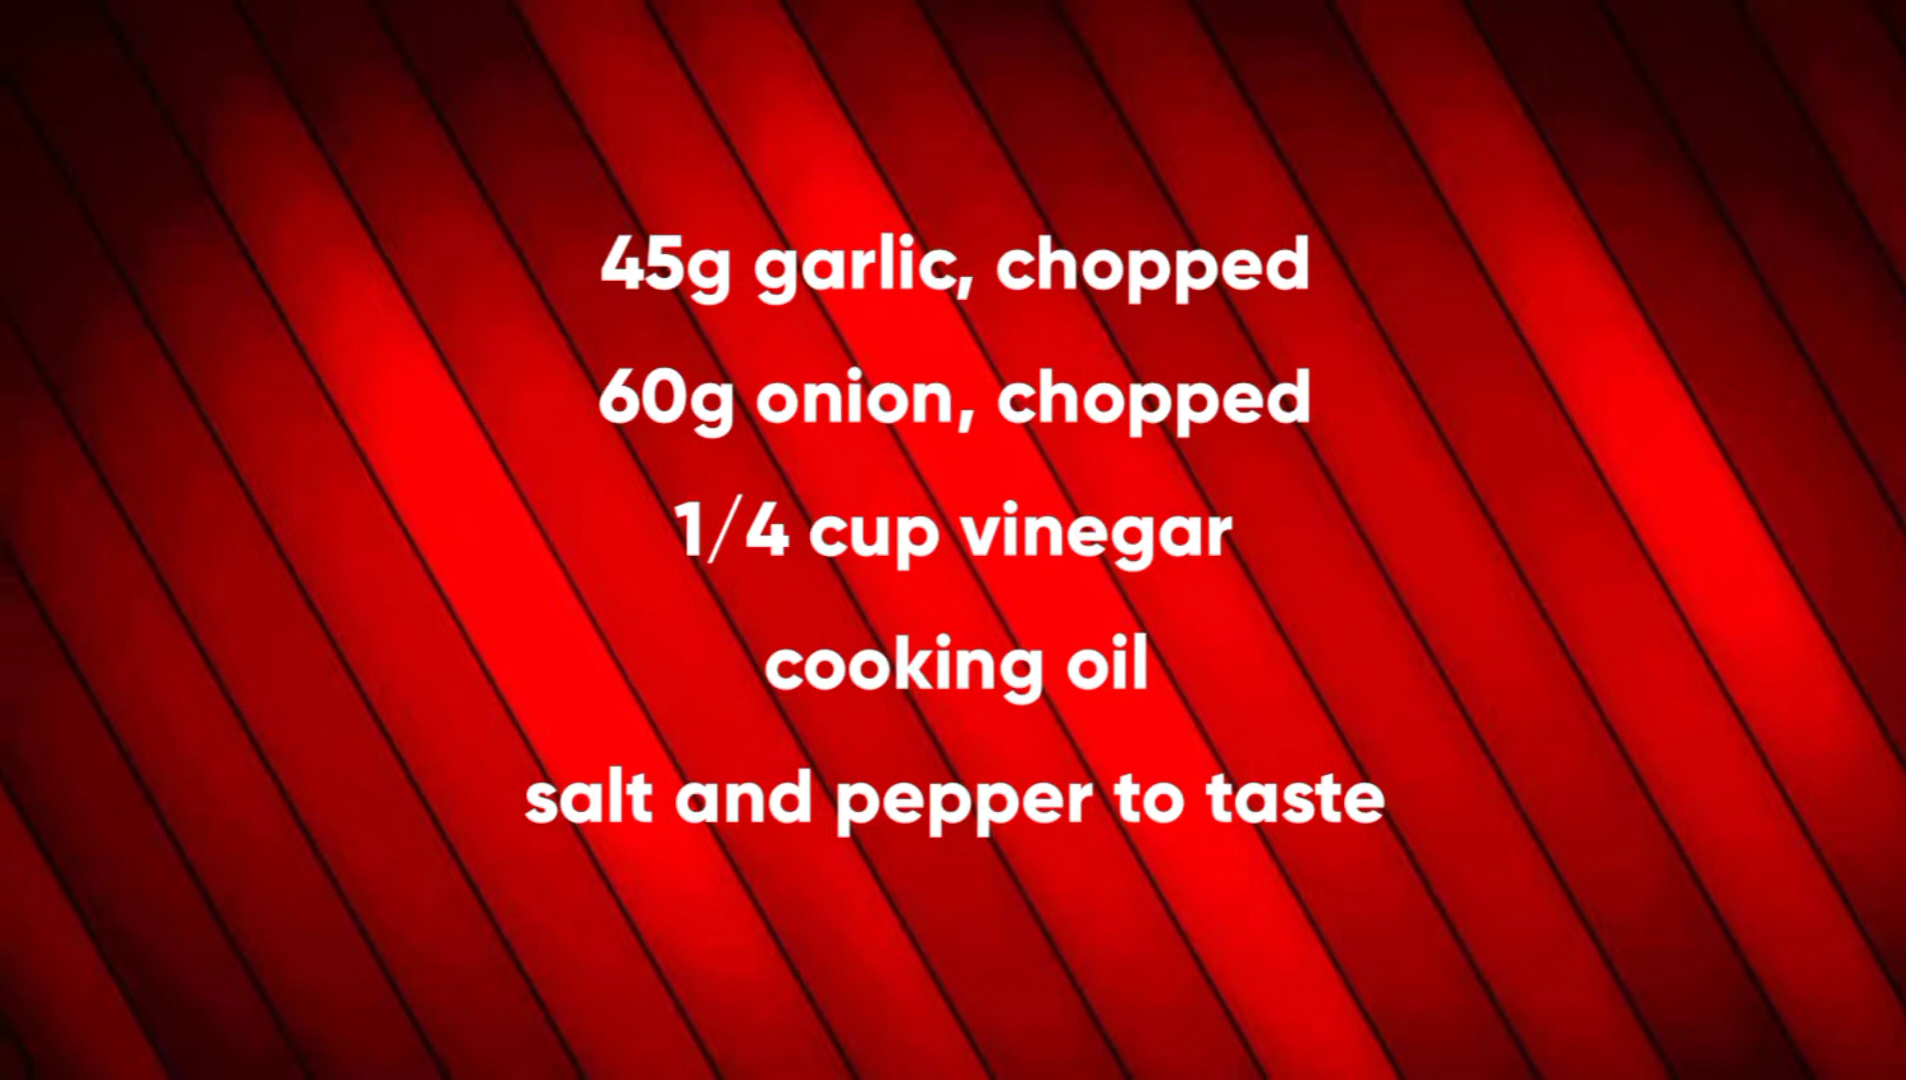 45g garlic, chopped
60g onion, chopped
1/4 cup vinegar
cooking oil
salt and pepper to taste